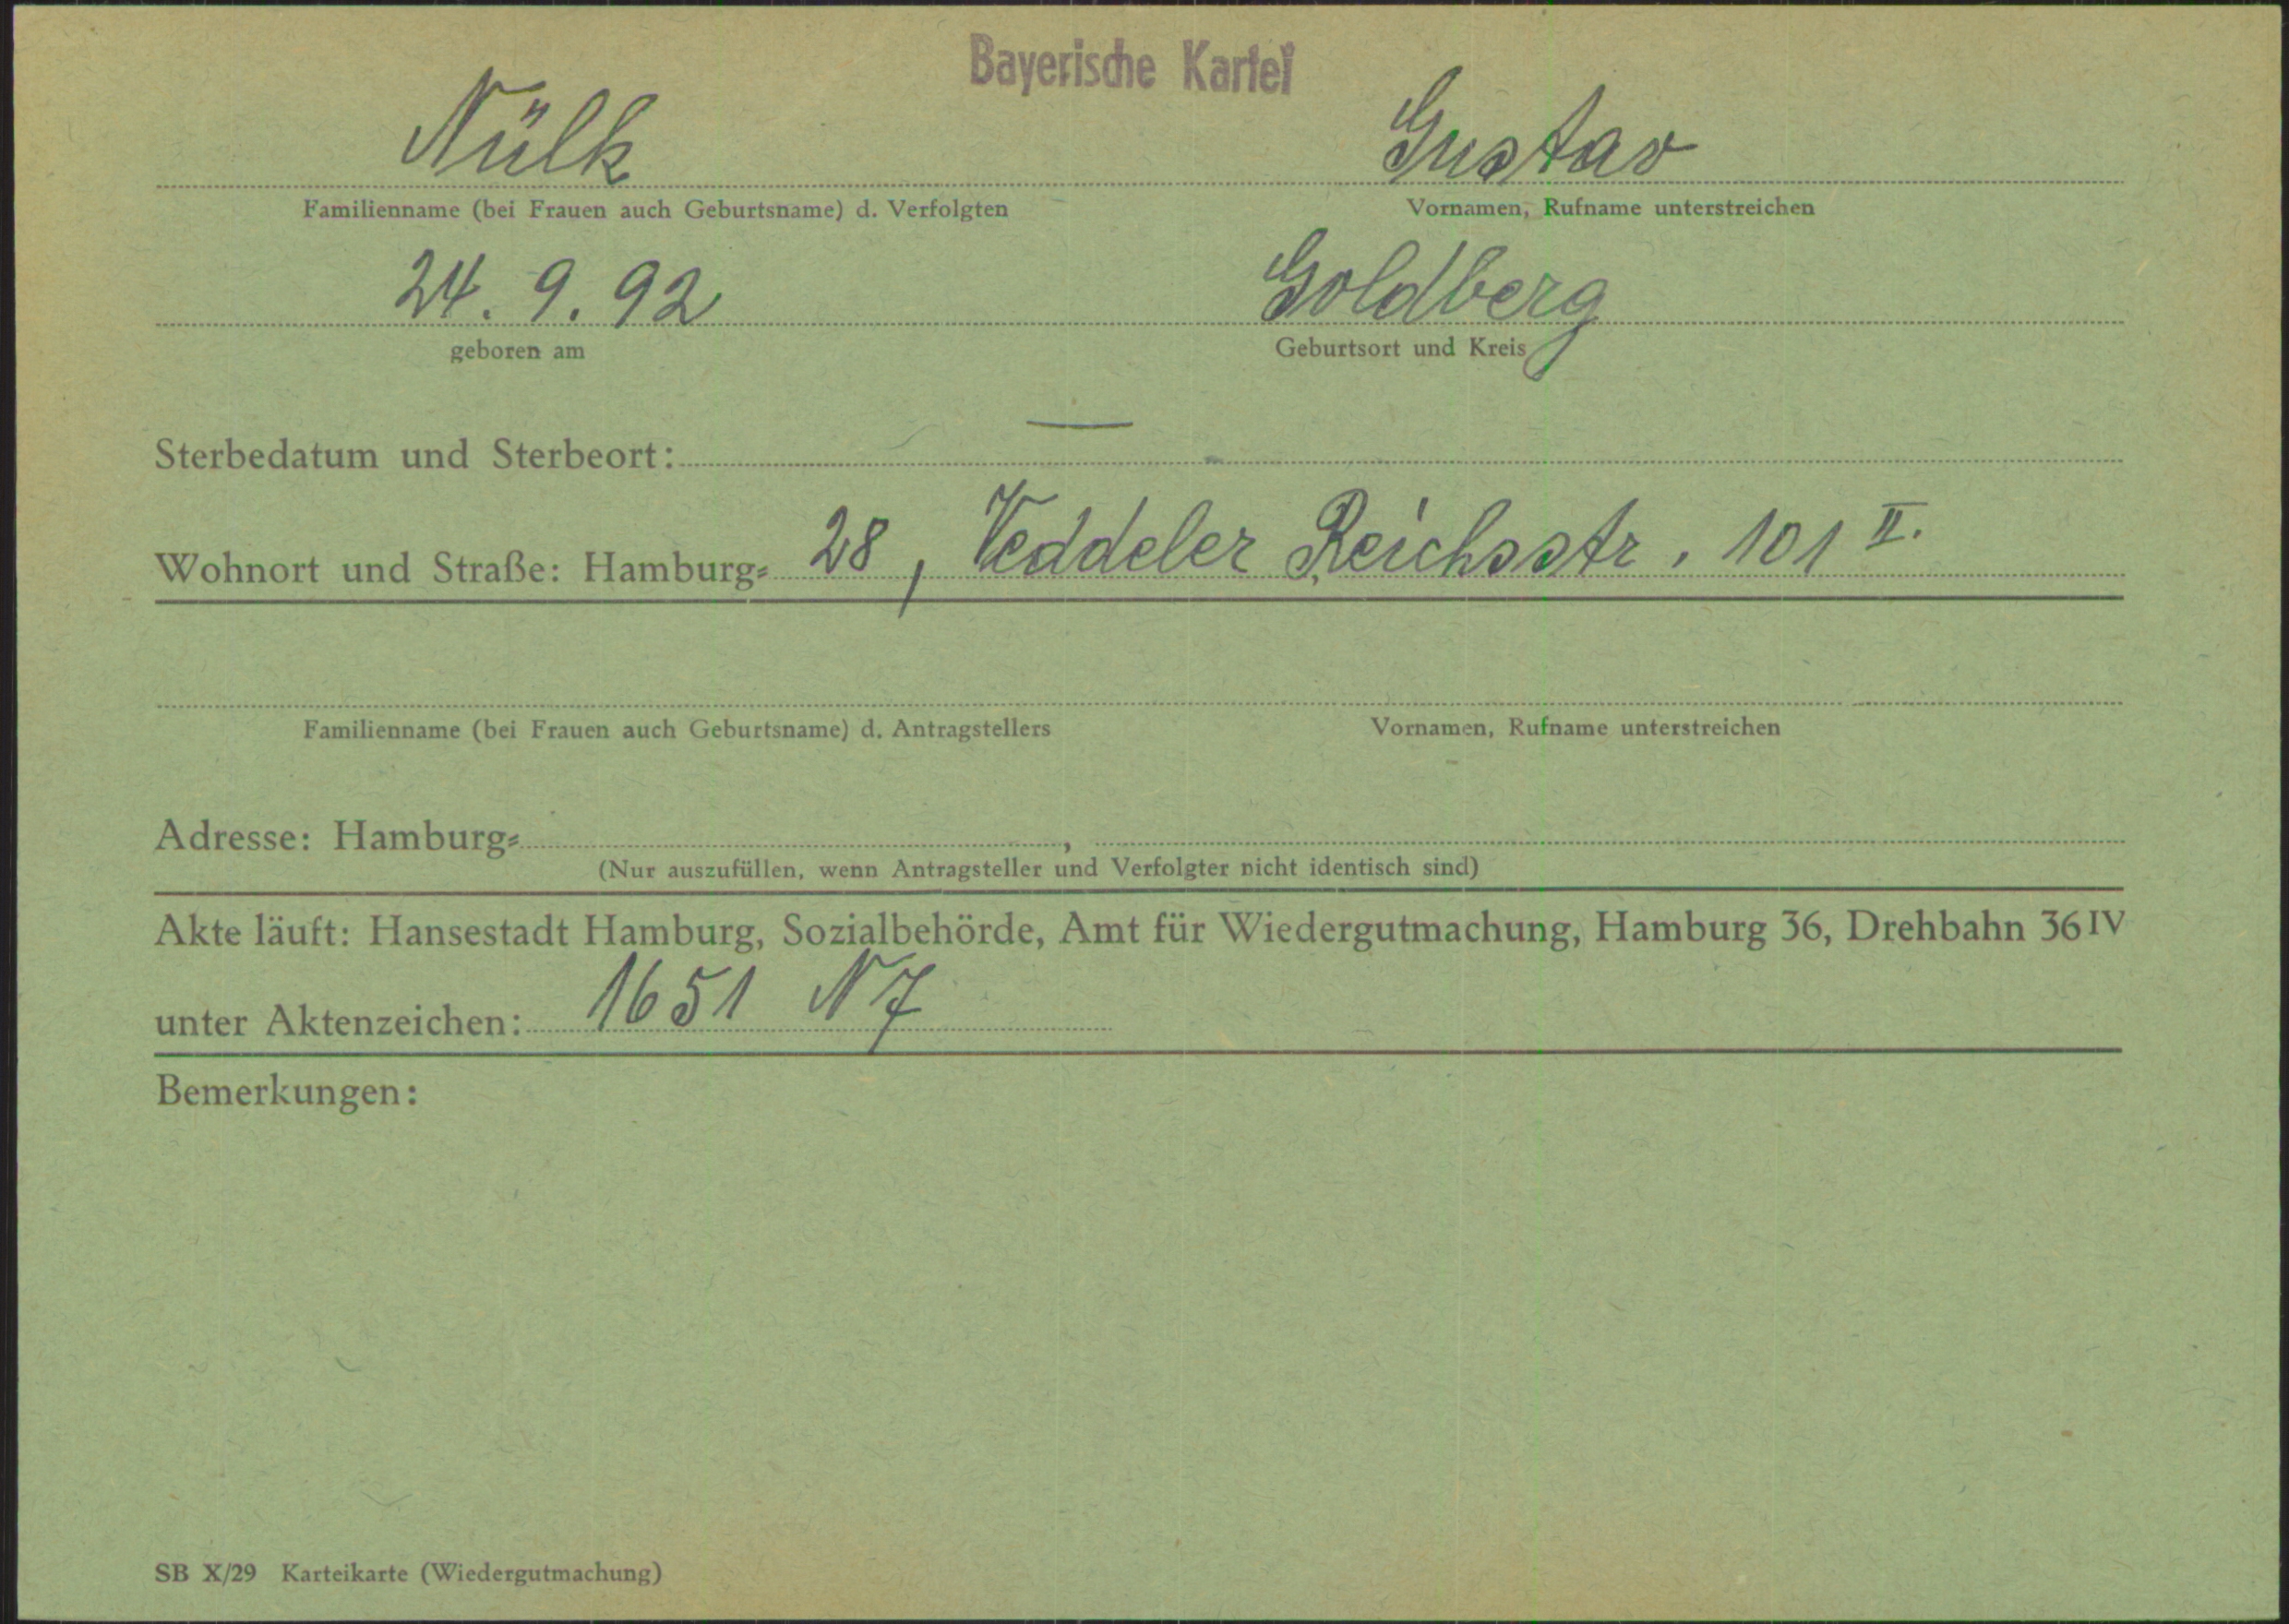 Bayerische Kartei
Nülk Gustav
Familienname (bei Frauen auch Geburtsname) d. Verfolgten Vornamen, Rufname unterstreichen
24. 9. 92 Goldberg
geboren am Geburtsort und Kreis
Sterbedatum und Sterbeort: —
Wohnort und Straße: Hamburg= 28, Veddeler Reichsstr. 101 II.
Familienname (bei Frauen auch Geburtsname) d. Antragstellers Vornamen, Rufname unterstreichen
Adresse: Hamburg= ,
(Nur auszufüllen, wenn Antragsteller und Verfolgter nicht identisch sind)
Akte läuft: Hansestadt Hamburg, Sozialbehörde, Amt für Wiedergutmachung, Hamburg 36, Drehbahn 36 IV
unter Aktenzeichen: 1651 N 7
Bemerkungen:
SB X/29 Karteikarte (Wiedergutmachung)